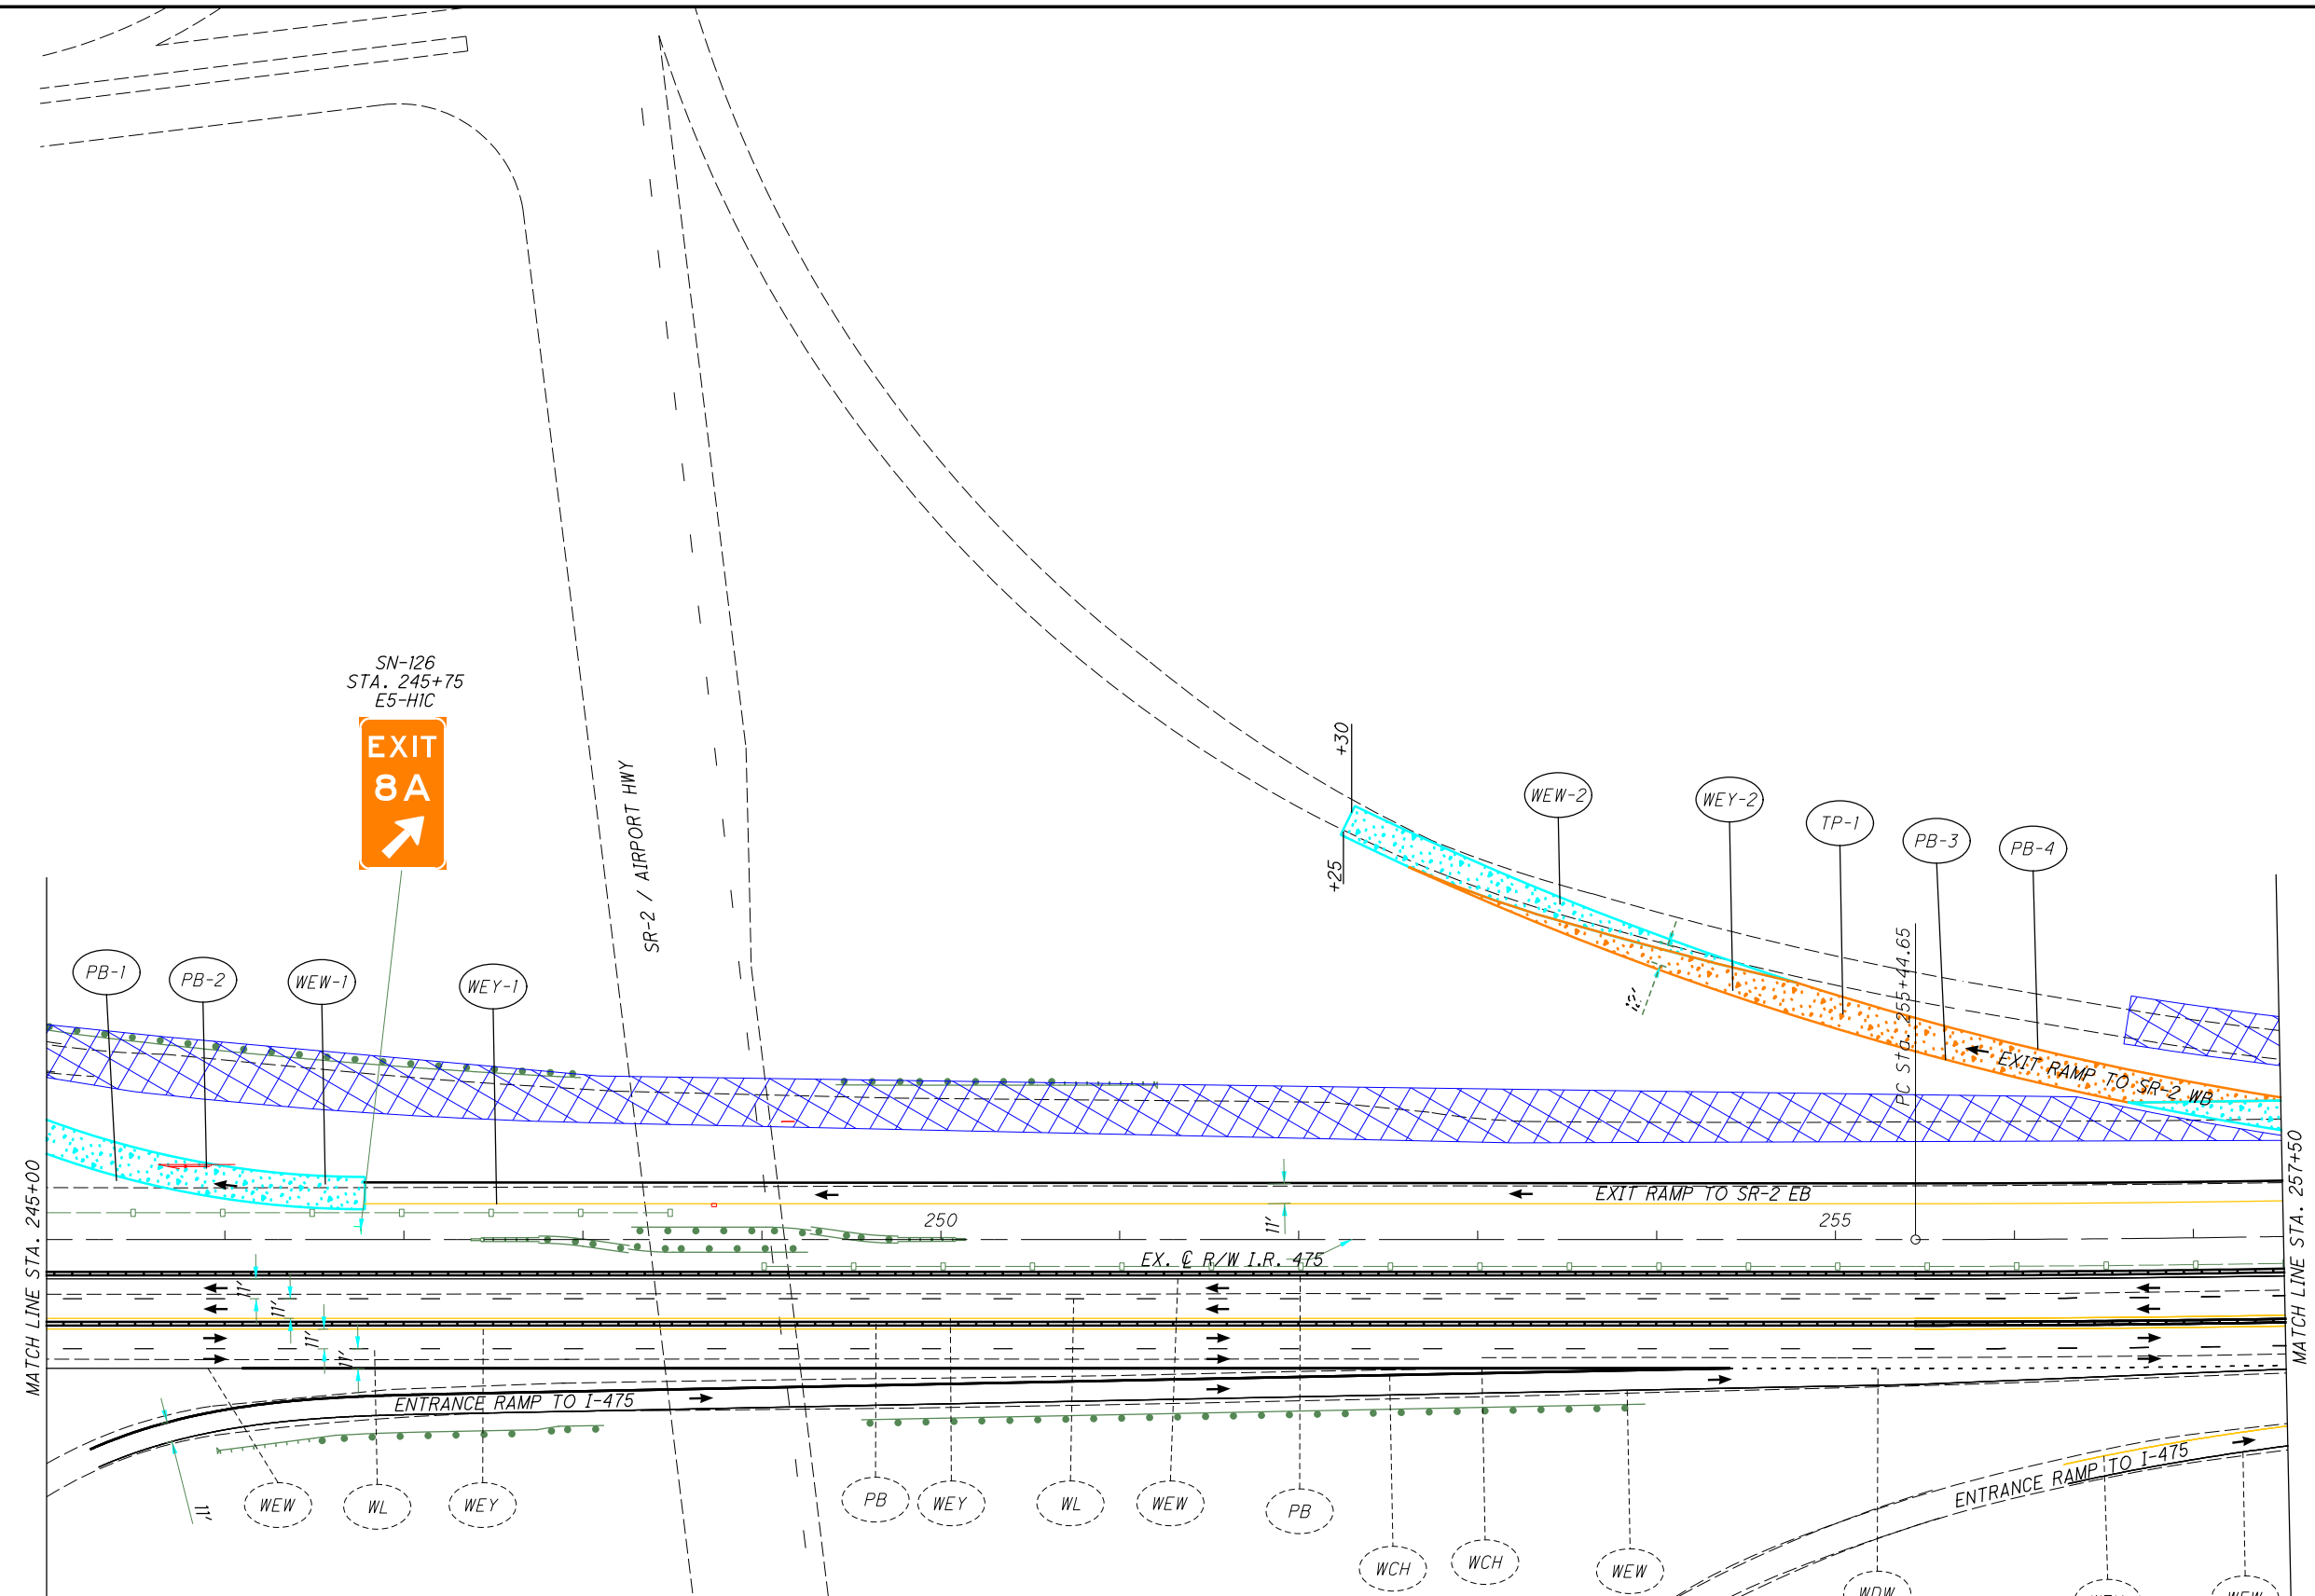 SN-126
STA. 245+75
E5-H1C
EXIT
8A
SR-2 / AIRPORT HWY
+30
+25
WEW-2
WEY-2
TP-1
PB-3
PB-4
PB-1
PB-2
WEW-1
WEY-1
12'
PC Sta. 255+44.65
EXIT RAMP TO SR-2 WB
MATCH LINE STA. 245+00
MATCH LINE STA. 257+50
EXIT RAMP TO SR-2 EB
250
255
11'
EX. ℄ R/W I.R. 475
11'
11'
11'
11'
ENTRANCE RAMP TO I-475
11'
ENTRANCE RAMP TO I-475
WEW
WL
WEY
PB
WEY
WL
WEW
PB
WCH
WCH
WEW
WDW
WEW